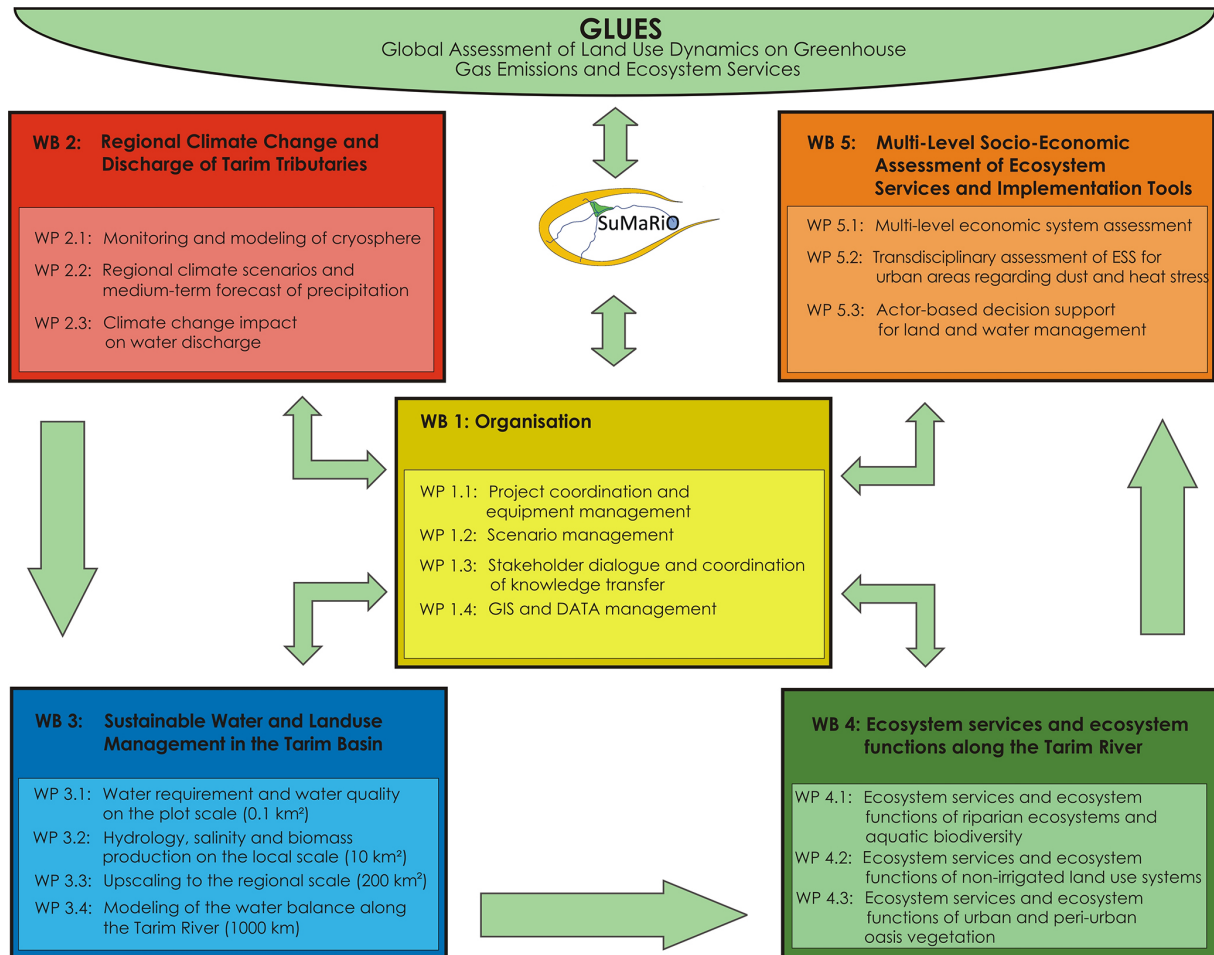 GLUES
Global Assessment of Land Use Dynamics on Greenhouse
Gas Emissions and Ecosystem Services
WB 2: Regional Climate Change and
Discharge of Tarim Tributaries
WP 2.1: Monitoring and modeling of cryosphere
WP 2.2: Regional climate scenarios and
medium-term forecast of precipitation
WP 2.3: Climate change impact
on water discharge
SuMaRiO
WB 5: Multi-Level Socio-Economic
Assessment of Ecosystem
Services and Implementation Tools
WP 5.1: Multi-level economic system assessment
WP 5.2: Transdisciplinary assessment of ESS for
urban areas regarding dust and heat stress
WP 5.3: Actor-based decision support
for land and water management
WB 1: Organisation
WP 1.1: Project coordination and
equipment management
WP 1.2: Scenario management
WP 1.3: Stakeholder dialogue and coordination
of knowledge transfer
WP 1.4: GIS and DATA management
WB 3: Sustainable Water and Landuse
Management in the Tarim Basin
WP 3.1: Water requirement and water quality
on the plot scale (0.1 km²)
WP 3.2: Hydrology, salinity and biomass
production on the local scale (10 km²)
WP 3.3: Upscaling to the regional scale (200 km²)
WP 3.4: Modeling of the water balance along
the Tarim River (1000 km)
WB 4: Ecosystem services and ecosystem
functions along the Tarim River
WP 4.1: Ecosystem services and ecosystem
functions of riparian ecosystems and
aquatic biodiversity
WP 4.2: Ecosystem services and ecosystem
functions of non-irrigated land use systems
WP 4.3: Ecosystem services and ecosystem
functions of urban and peri-urban
oasis vegetation